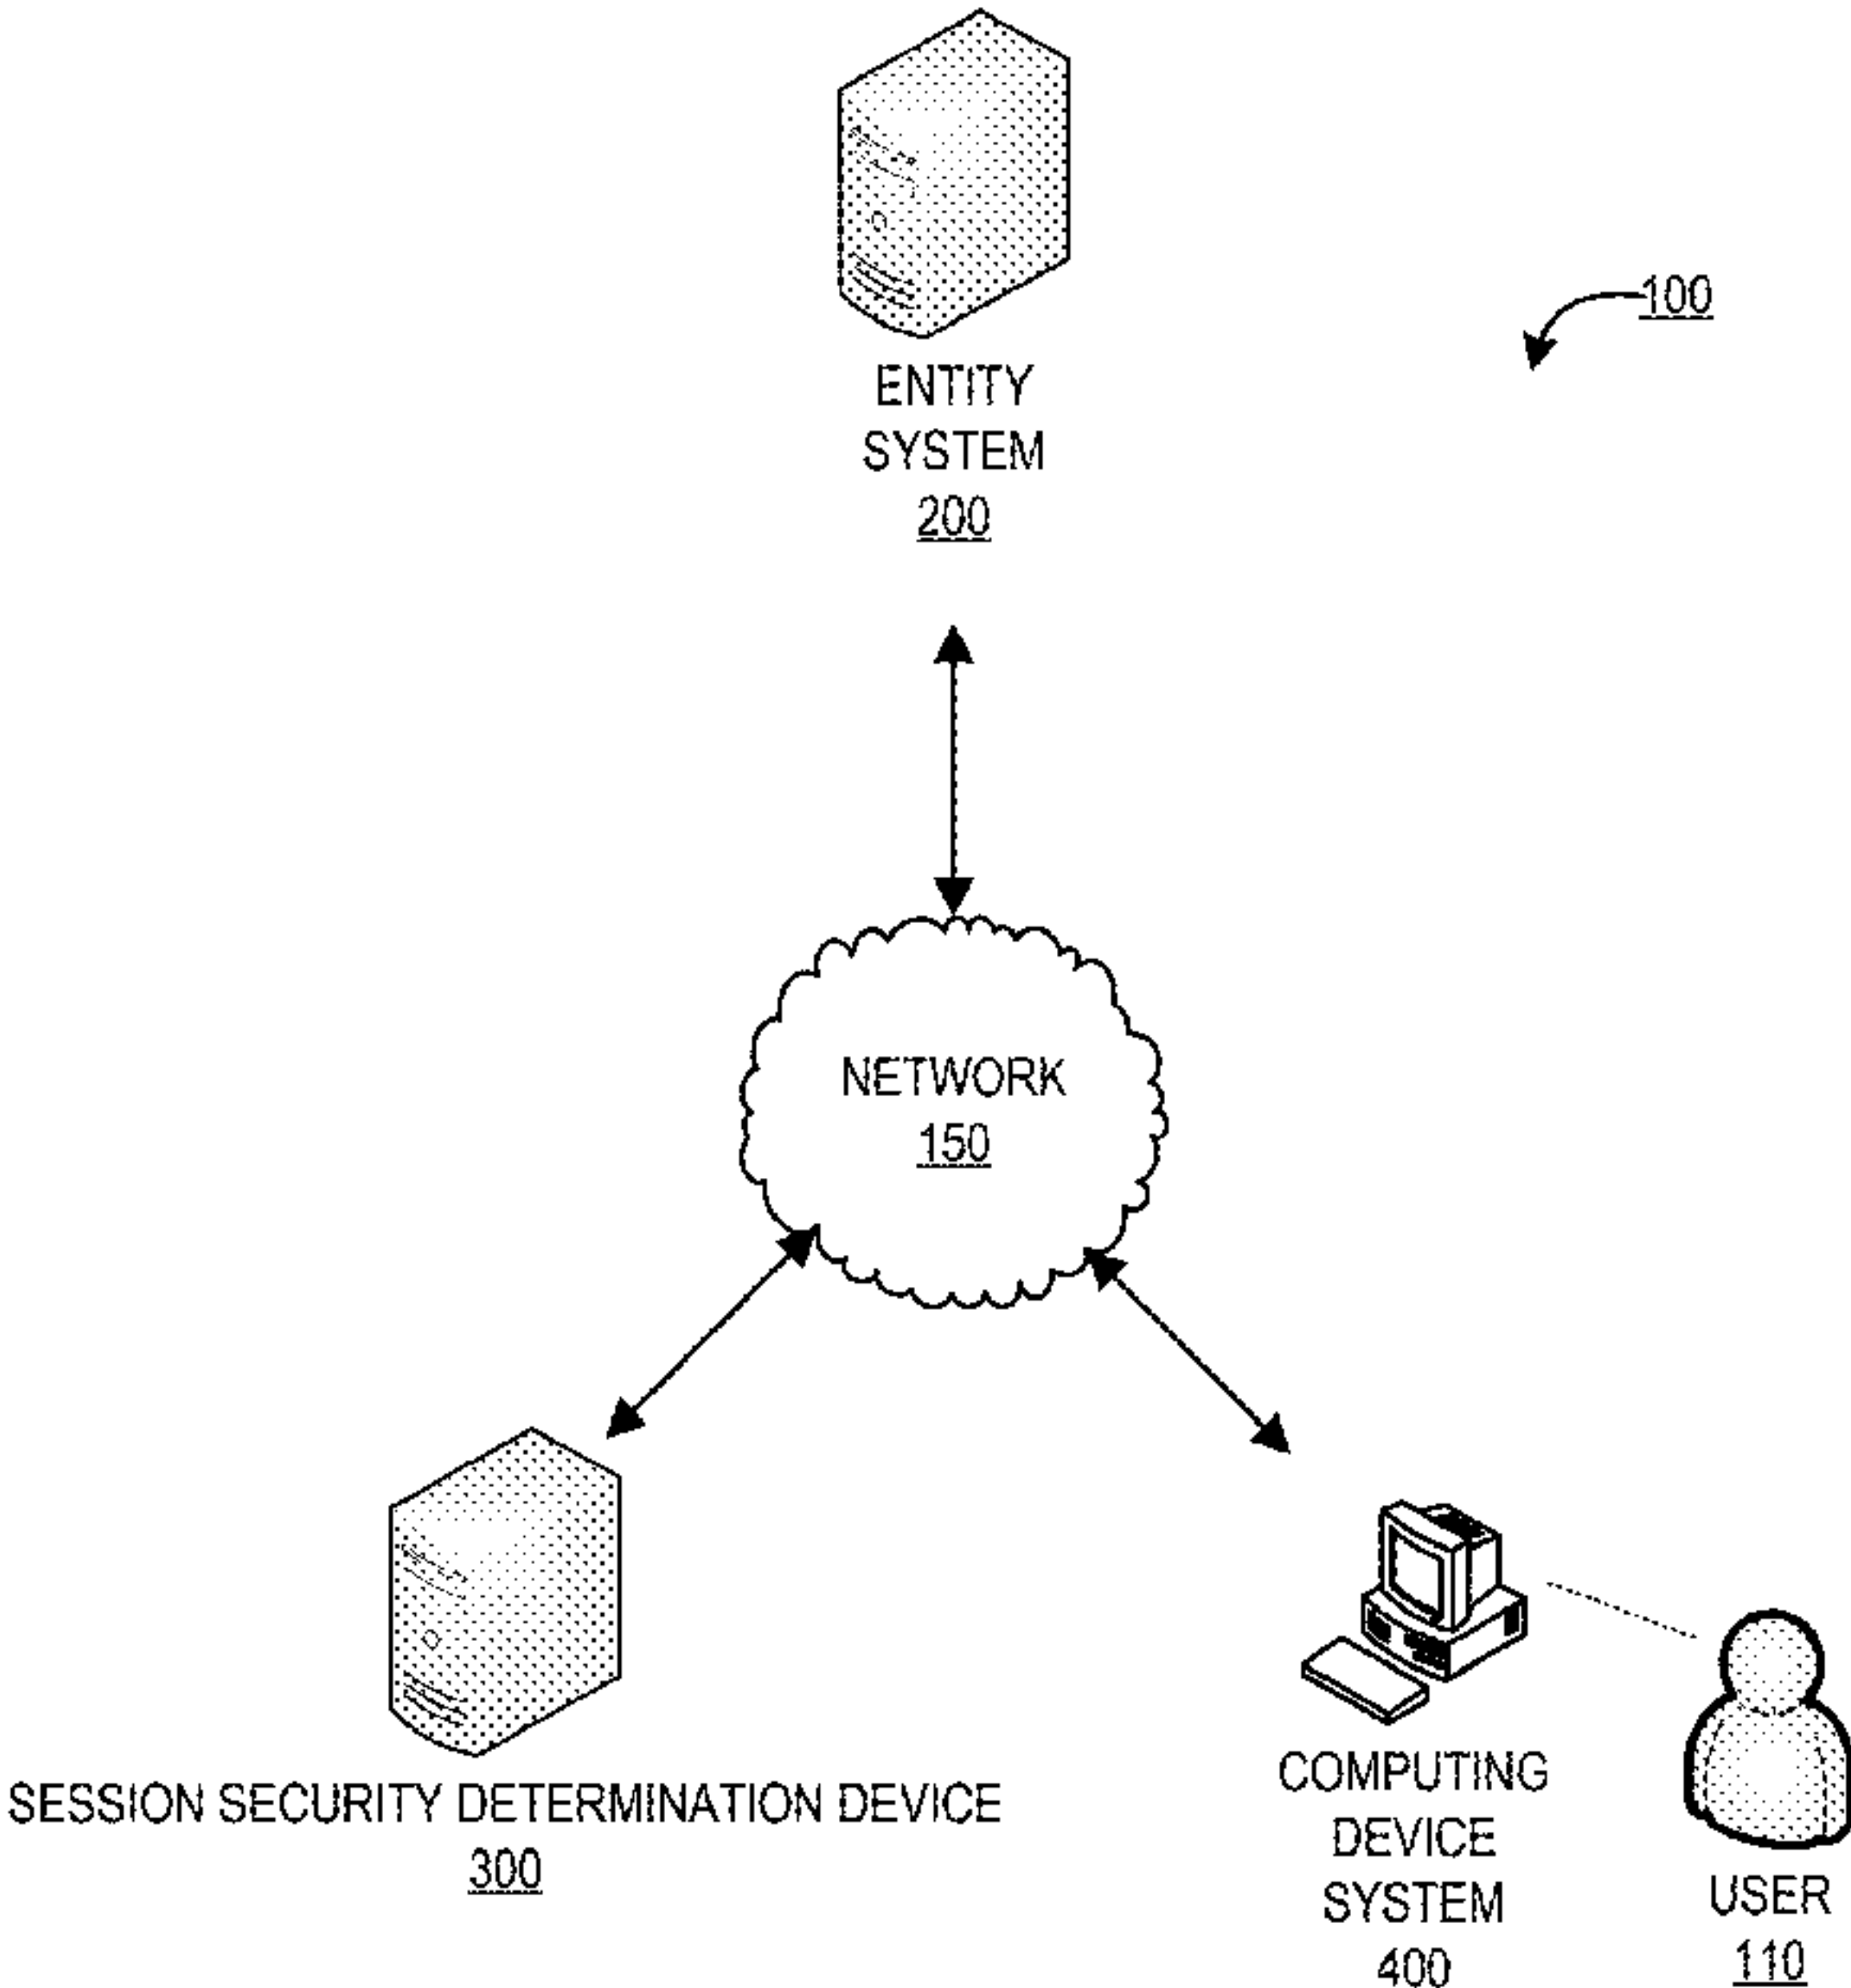 100
ENTITY
SYSTEM
200
NETWORK
150
SESSION SECURITY DETERMINATION DEVICE
300
COMPUTING
DEVICE
SYSTEM
400
USER
110